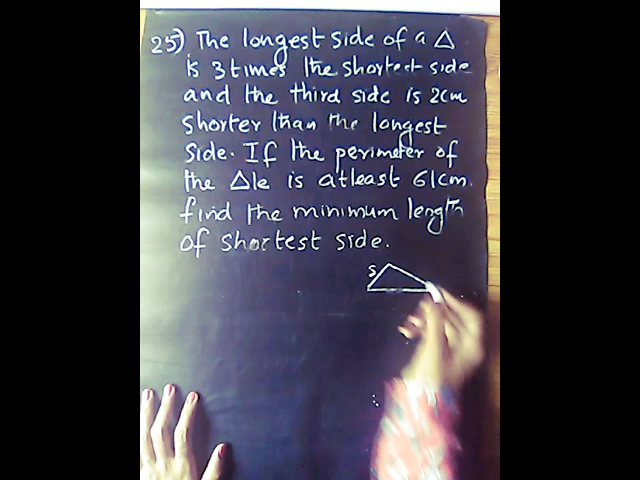 25) The longest side of a △
is 3 times the shortest side
and the third side is 2cm
shorter than the longest
side. If the perimeter of
the △le is atleast 61cm.
find the minimum length
of shortest side.
S